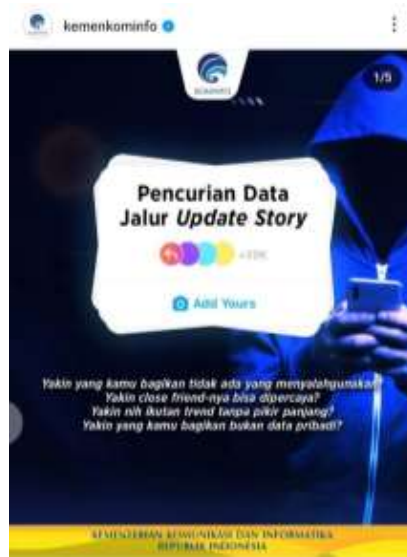 kemenkominfo
KOMINFO
1/5
Pencurian Data
Jalur Update Story
Add Yours
Yakin yang kamu bagikan tidak ada yang menyalahgunakan?
Yakin close friend-nya bisa dipercaya?
Yakin nih ikutan trend tanpa pikir panjang?
Yakin yang kamu bagikan bukan data pribadi?
KEMENTERIAN KOMUNIKASI DAN INFORMATIKA
REPUBLIK INDONESIA